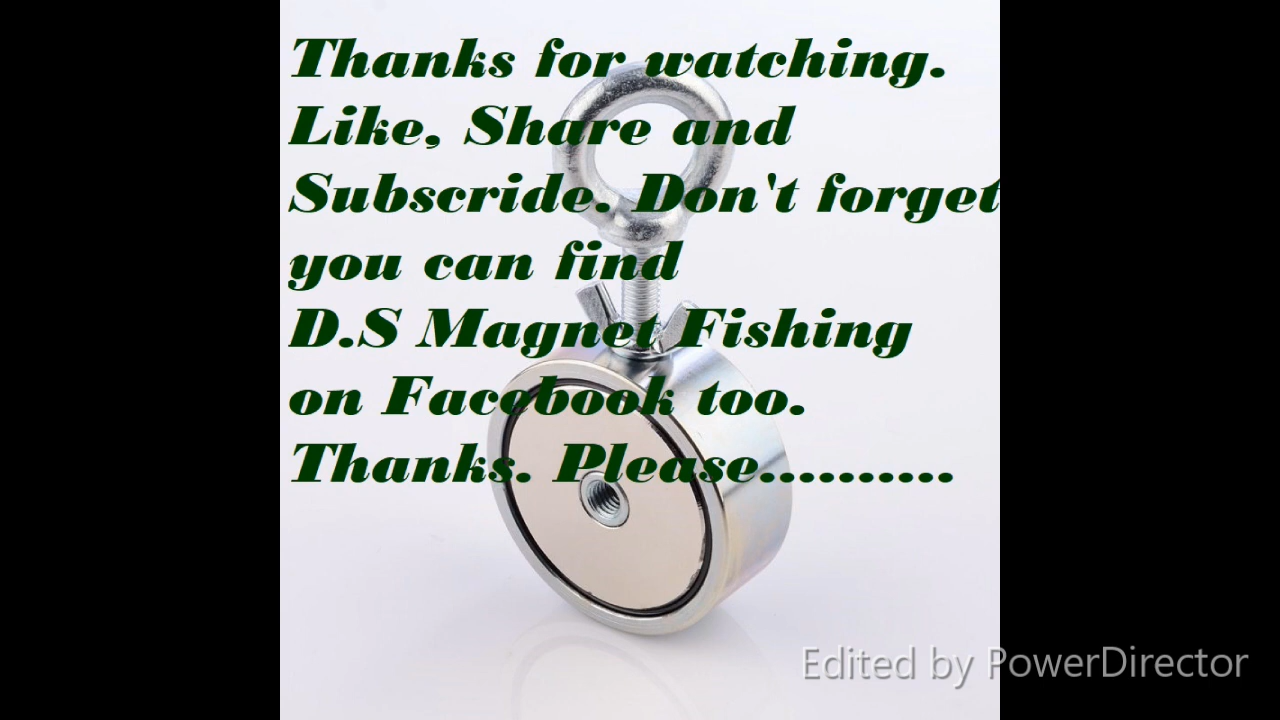 Thanks for watching.
Like, Share and
Subscride. Don't forget
you can find
D.S Magnet Fishing
on Facebook too.
Thanks. Please..........
Edited by PowerDirector